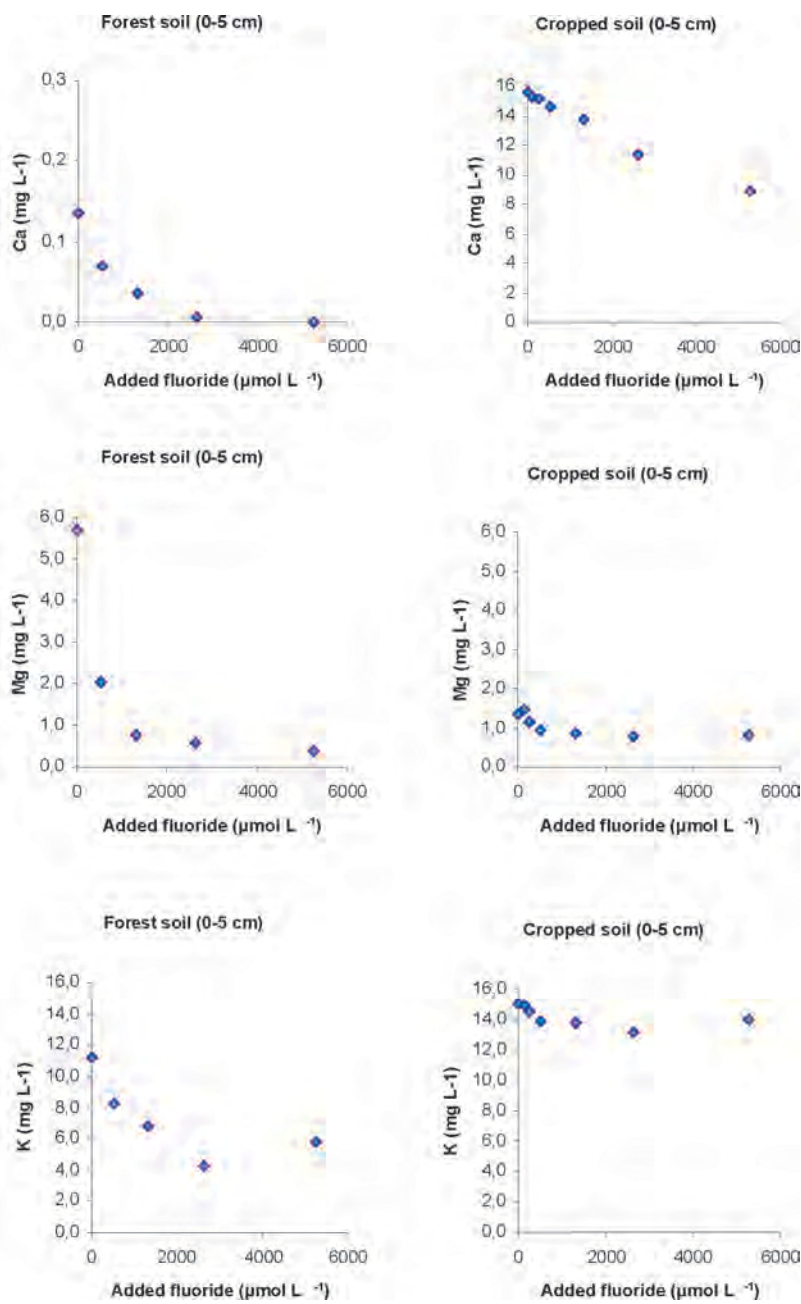 Forest soil (0-5 cm)
0,3
0,2
0,1
0,0
Ca (mg L-1)
0 2000 4000 6000
Added fluoride (µmol L -1)
Cropped soil (0-5 cm)
16
14
12
10
8
6
4
2
0
Ca (mg L-1)
0 2000 4000 6000
Added fluoride (µmol L -1)
Forest soil (0-5 cm)
6,0
5,0
4,0
3,0
2,0
1,0
0,0
Mg (mg L-1)
0 2000 4000 6000
Added fluoride (µmol L -1)
Cropped soil (0-5 cm)
6,0
5,0
4,0
3,0
2,0
1,0
0,0
Mg (mg L-1)
0 2000 4000 6000
Added fluoride (µmol L -1)
Forest soil (0-5 cm)
16,0
14,0
12,0
10,0
8,0
6,0
4,0
2,0
0,0
K (mg L-1)
0 2000 4000 6000
Added fluoride (µmol L -1)
Cropped soil (0-5 cm)
16,0
14,0
12,0
10,0
8,0
6,0
4,0
2,0
0,0
K (mg L-1)
0 2000 4000 6000
Added fluoride (µmol L -1)